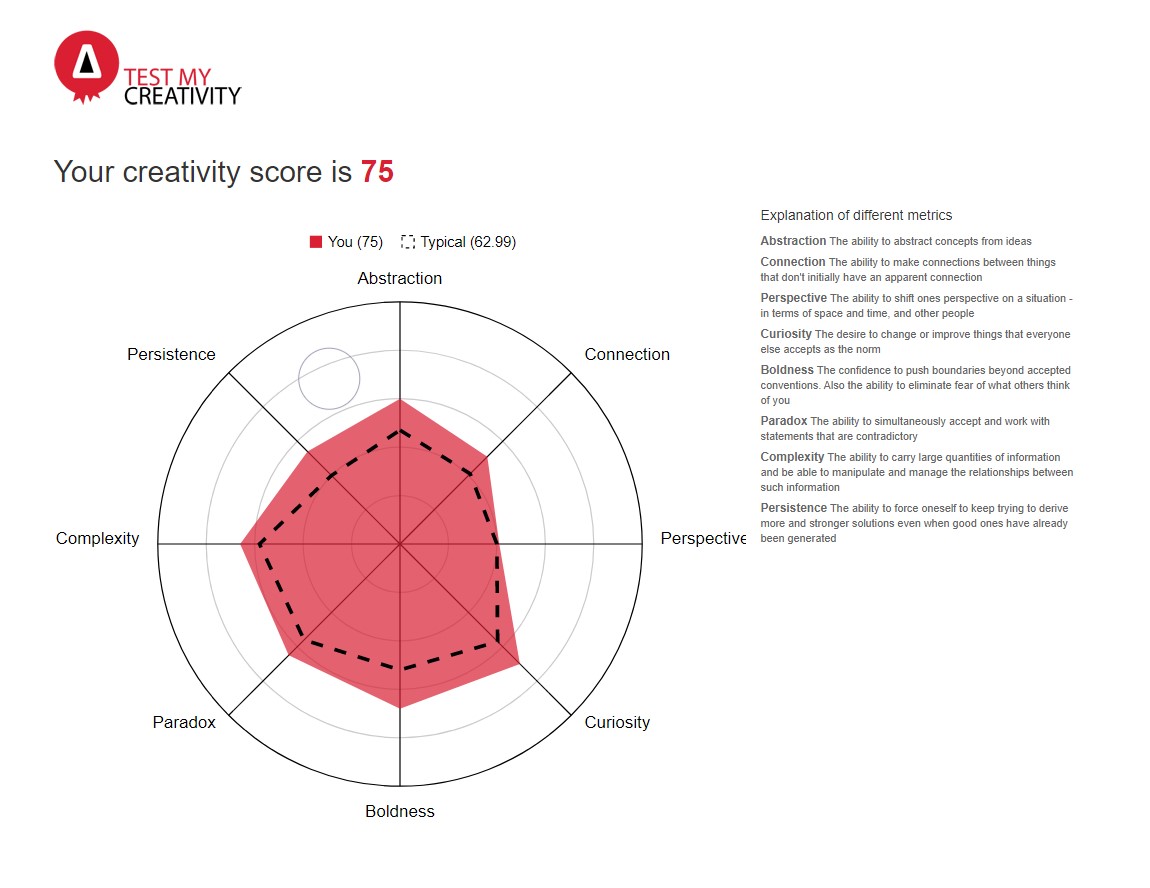 TEST MY
CREATIVITY
Your creativity score is 75
You (75) Typical (62.99)
Abstraction
Persistence
Connection
Complexity
Perspective
Paradox
Curiosity
Boldness
Explanation of different metrics
Abstraction The ability to abstract concepts from ideas
Connection The ability to make connections between things
that don't initially have an apparent connection
Perspective The ability to shift ones perspective on a situation -
in terms of space and time, and other people
Curiosity The desire to change or improve things that everyone
else accepts as the norm
Boldness The confidence to push boundaries beyond accepted
conventions. Also the ability to eliminate fear of what others think
of you
Paradox The ability to simultaneously accept and work with
statements that are contradictory
Complexity The ability to carry large quantities of information
and be able to manipulate and manage the relationships between
such information
Persistence The ability to force oneself to keep trying to derive
more and stronger solutions even when good ones have already
been generated